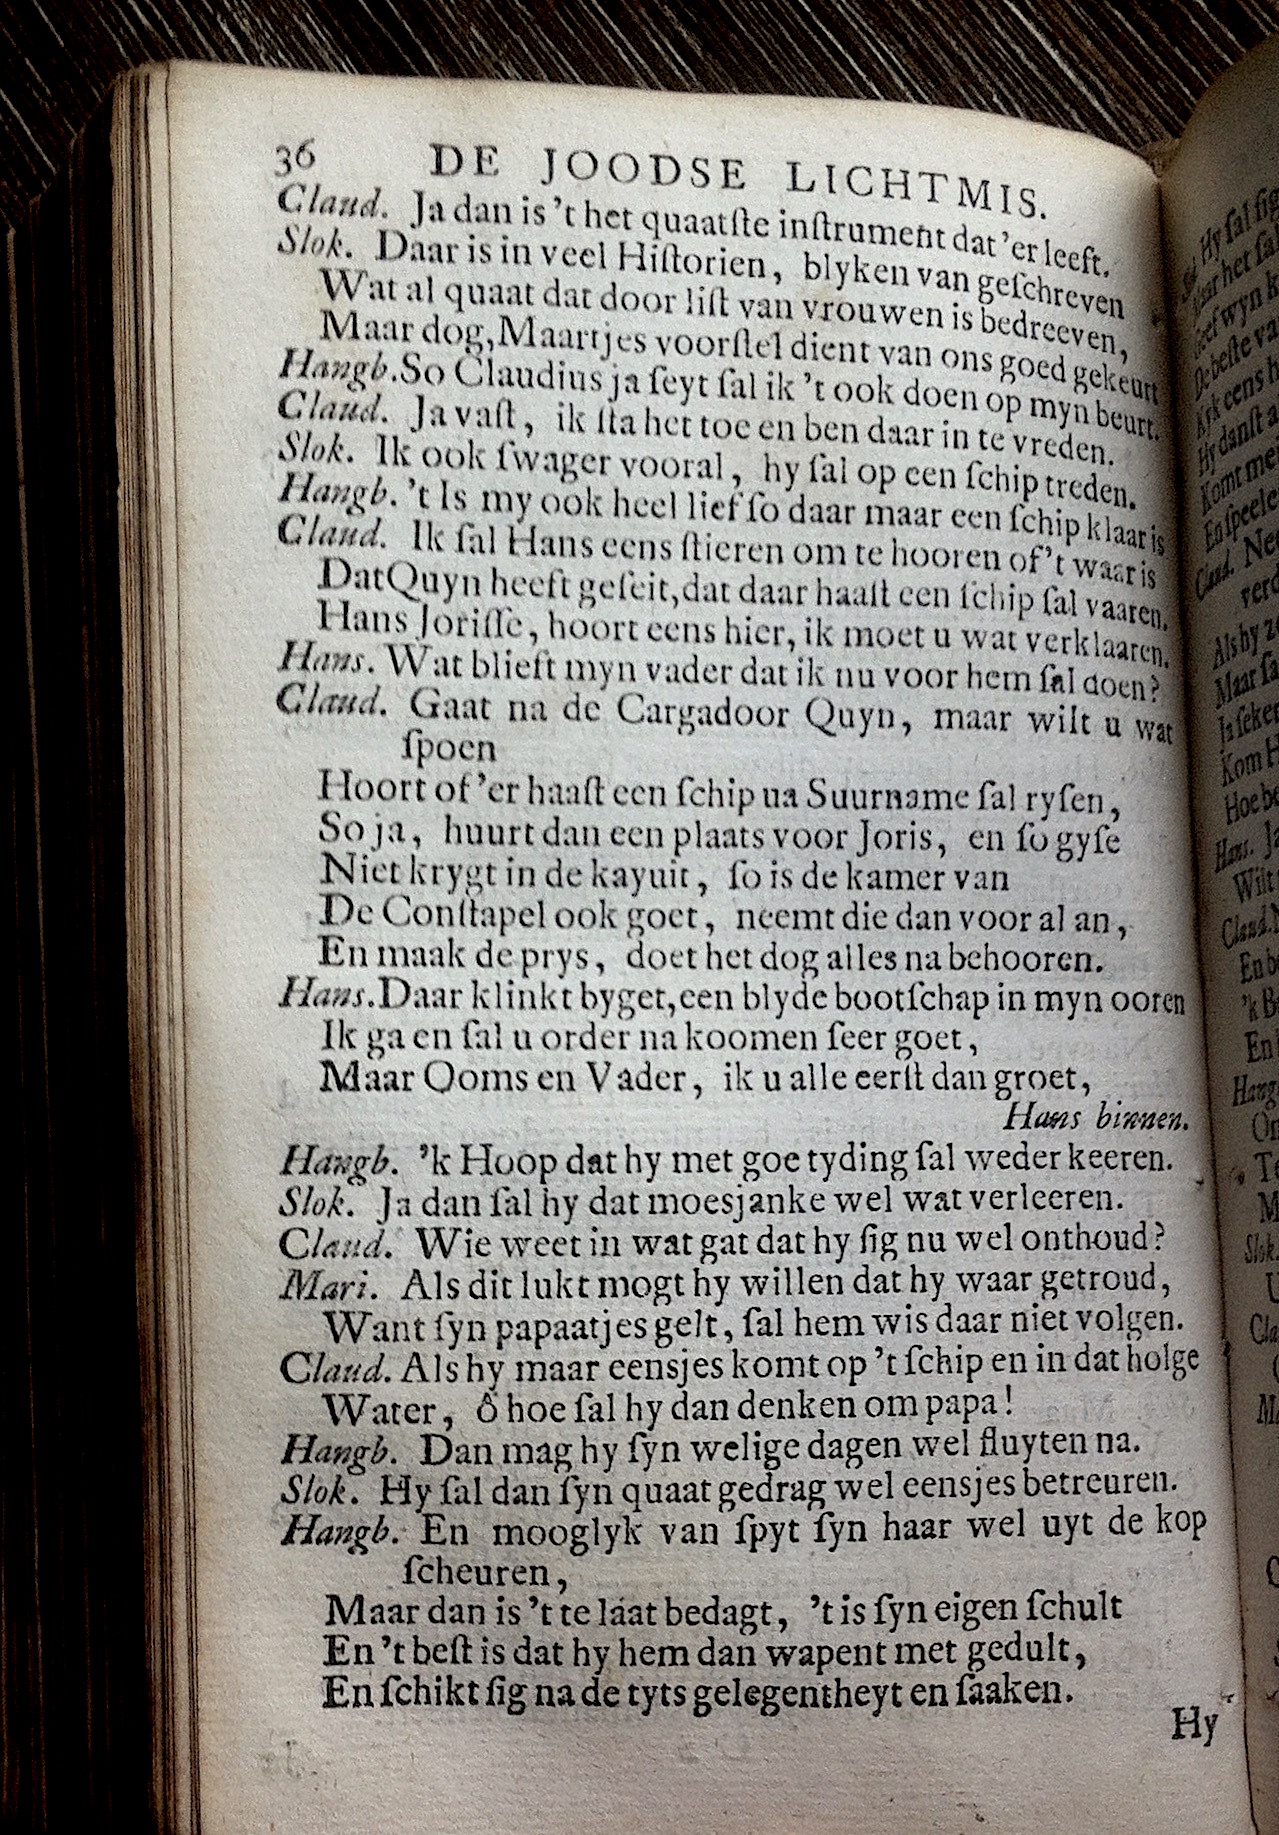 36 DE JOODSE LICHTMIS.
Claud. Ja dan is 't het quaatſte inſtrument dat 'er leeft.
Slok. Daar is in veel Hiſtorien, blyken van geſchreven
Wat al quaat dat door liſt van vrouwen is bedreeven,
Maar dog, Maartjes voorſtel dient van ons goed gekeurt
Hangb. So Claudius ja ſeyt ſal ik 't ook doen op myn beurt.
Claud. Ja vaſt, ik ſta het toe en ben daar in te vreden.
Slok. Ik ook ſwager vooral, hy ſal op een ſchip treden.
Hangb. 't Is my ook heel lief ſo daar maar een ſchip klaar is
Claud. Ik ſal Hans eens ſtieren om te hooren of 't waar is
Dat Quyn heeft geſeit, dat daar haaſt een ſchip ſal vaaren.
Hans Joriſſe, hoort eens hier, ik moet u wat verklaaren.
Hans. Wat blieft myn vader dat ik nu voor hem ſal doen?
Claud. Gaat na de Cargadoor Quyn, maar wilt u wat
ſpoen
Hoort of 'er haaſt een ſchip na Suurname ſal ryſen,
So ja, huurt dan een plaats voor Joris, en ſo gyſe
Niet krygt in de kayuit, ſo is de kamer van
De Conſtapel ook goet, neemt die dan voor al an,
En maak de prys, doet het dog alles na behooren.
Hans. Daar klinkt byget, een blyde bootſchap in myn ooren
Ik ga en ſal u order na koomen ſeer goet,
Maar Ooms en Vader, ik u alle eerſt dan groet,
Hans binnen.
Hangb. 'k Hoop dat hy met goe tyding ſal weder keeren.
Slok. Ja dan ſal hy dat moesjanke wel wat verleeren.
Claud. Wie weet in wat gat dat hy ſig nu wel onthoud?
Mari. Als dit lukt mogt hy willen dat hy waar getroud,
Want ſyn papaatjes gelt, ſal hem wis daar niet volgen.
Claud. Als hy maar eensjes komt op 't ſchip en in dat holge
Water, ô hoe ſal hy dan denken om papa!
Hangb. Dan mag hy ſyn welige dagen wel fluyten na.
Slok. Hy ſal dan ſyn quaat gedrag wel eensjes betreuren.
Hangb. En mooglyk van ſpyt ſyn haar wel uyt de kop
ſcheuren,
Maar dan is 't te laat bedagt, 't is ſyn eigen ſchult
En 't beſt is dat hy hem dan wapent met gedult,
En ſchikt ſig na de tyts gelegentheyt en ſaaken.
Hy